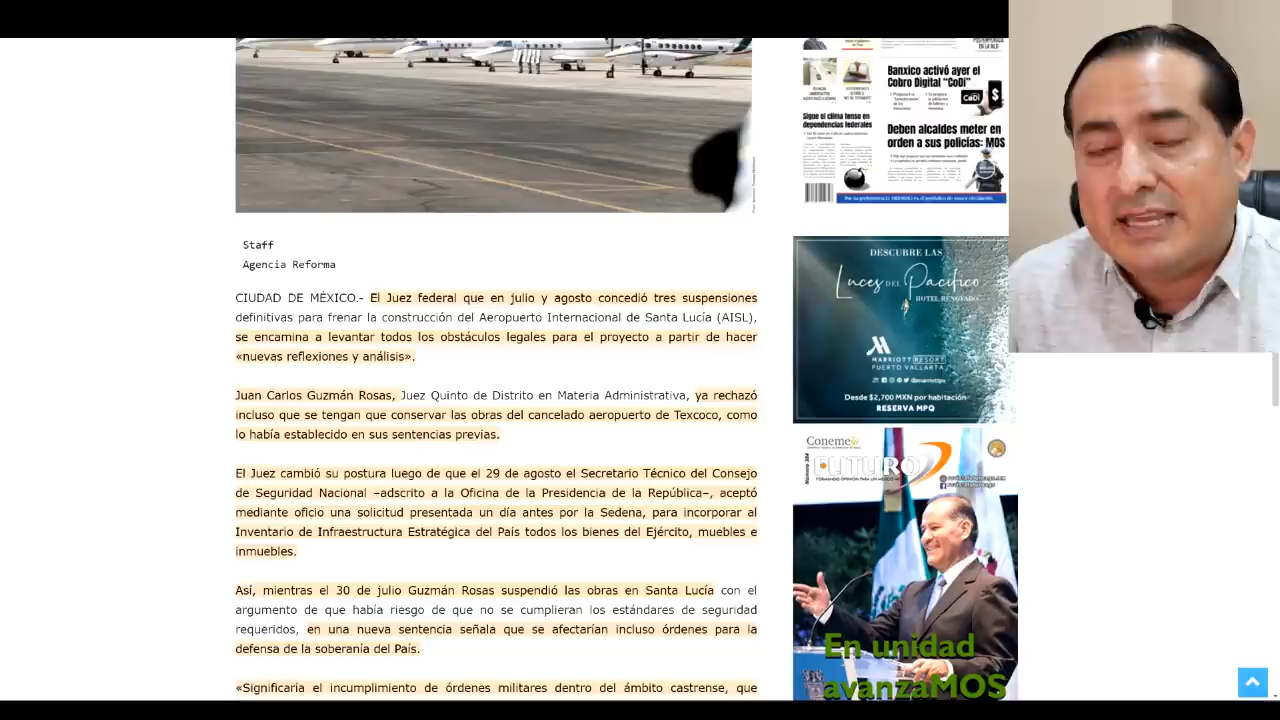 Staff
Agencia Reforma
CIUDAD DE MÉXICO.- El Juez federal que en julio y agosto concedió tres suspensiones
definitivas para frenar la construcción del Aeropuerto Internacional de Santa Lucía (AISL),
se encamina a levantar todos los obstáculos legales para el proyecto a partir de hacer
«nuevas reflexiones y análisis».
Juan Carlos Guzmán Rosas, Juez Quinto de Distrito en Materia Administrativa, ya rechazó
incluso que se tengan que conservar las obras del cancelado aeropuerto de Texcoco, como
lo había establecido en sus sentencias previas.
El Juez cambió su postura luego de que el 29 de agosto el Secretario Técnico del Consejo
de Seguridad Nacional –adscrito a la Oficina de la Presidencia de la República– aceptó
mediante oficio una solicitud presentada un día antes por la Sedena, para incorporar al
Inventario de Infraestructura Estratégica del País todos los bienes del Ejército, muebles e
inmuebles.
Así, mientras el 30 de julio Guzmán Rosas suspendió las obras en Santa Lucía con el
argumento de que había riesgo de que no se cumplieran los estándares de seguridad
requeridos, en una nueva sentencia señala que se afectarían incluso órdenes para la
defensa de la soberanía del País.
«Significaría el incumplimiento de órdenes militares dentro del ámbito castrense, que
Banxico activó ayer el
Cobro Digital “CoDi”
CoDi
$
Sigue el clima tenso en
dependencias federales
Deben alcaldes meter en
orden a sus policías: MOS
DESCUBRE LAS
Luces DEL Pacífico
HOTEL RENOVADO
MARRIOTT RESORT
PUERTO VALLARTA
Desde $2,700 MXN por habitación
RESERVA MPQ
Coneme
FUTURO
FORMANDO OPINIÓN PARA UN MÉXICO
En unidad
avanzaMOS